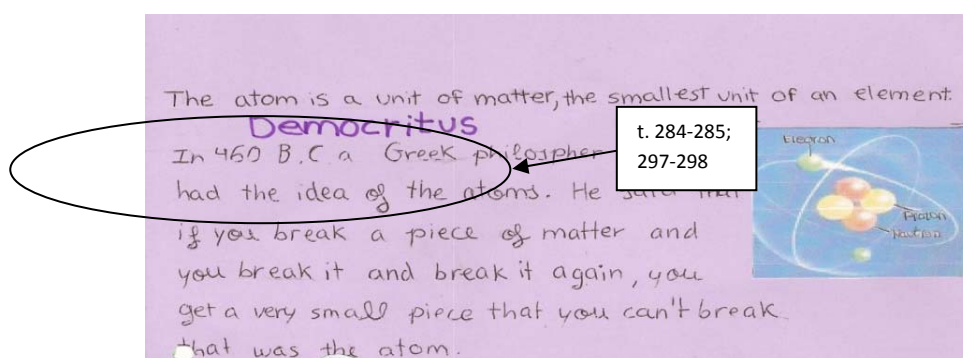 The atom is a unit of matter, the smallest unit of an element.
Democritus
In 460 B.C a Greek philospher
had the idea of the atoms. He said that
if you break a piece of matter and
you break it and break it again, you
get a very small piece that you can't break.
that was the atom.
t. 284-285;
297-298
Electron
Proton
Neutron